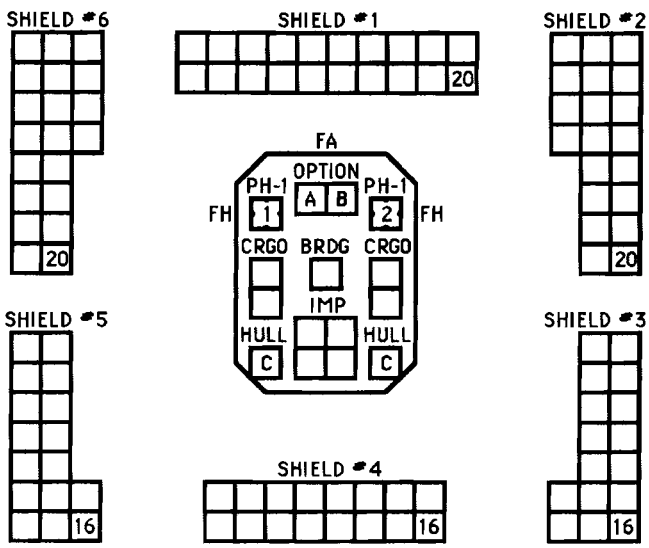 SHIELD #6
SHIELD #1
SHIELD #2
20
20
20
FA
OPTION
PH-1 A B PH-1
FH 1 2 FH
CRGO BRDG CRGO
IMP
HULL HULL
C C
SHIELD #5
SHIELD #3
SHIELD #4
16
16
16